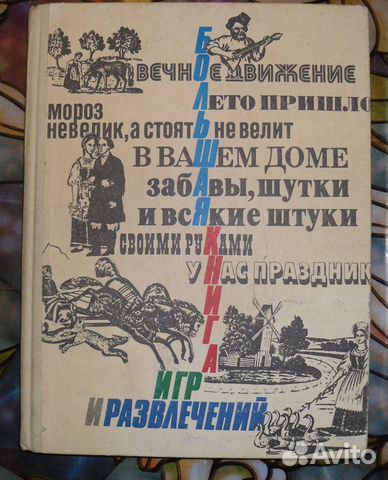 ВЕЧНОЕ ДВИЖЕНИЕ
ЛЕТО ПРИШЛО
МОРОЗ
НЕВЕЛИК, А СТОЯТЬ НЕ ВЕЛИТ
В ВАШЕМ ДОМЕ
ЗАБАВЫ, ШУТКИ
И ВСЯКИЕ ШТУКИ
СВОИМИ РУКАМИ
У НАС ПРАЗДНИК
БОЛЬШАЯ КНИГА
ИГР
И РАЗВЛЕЧЕНИЙ
Avito